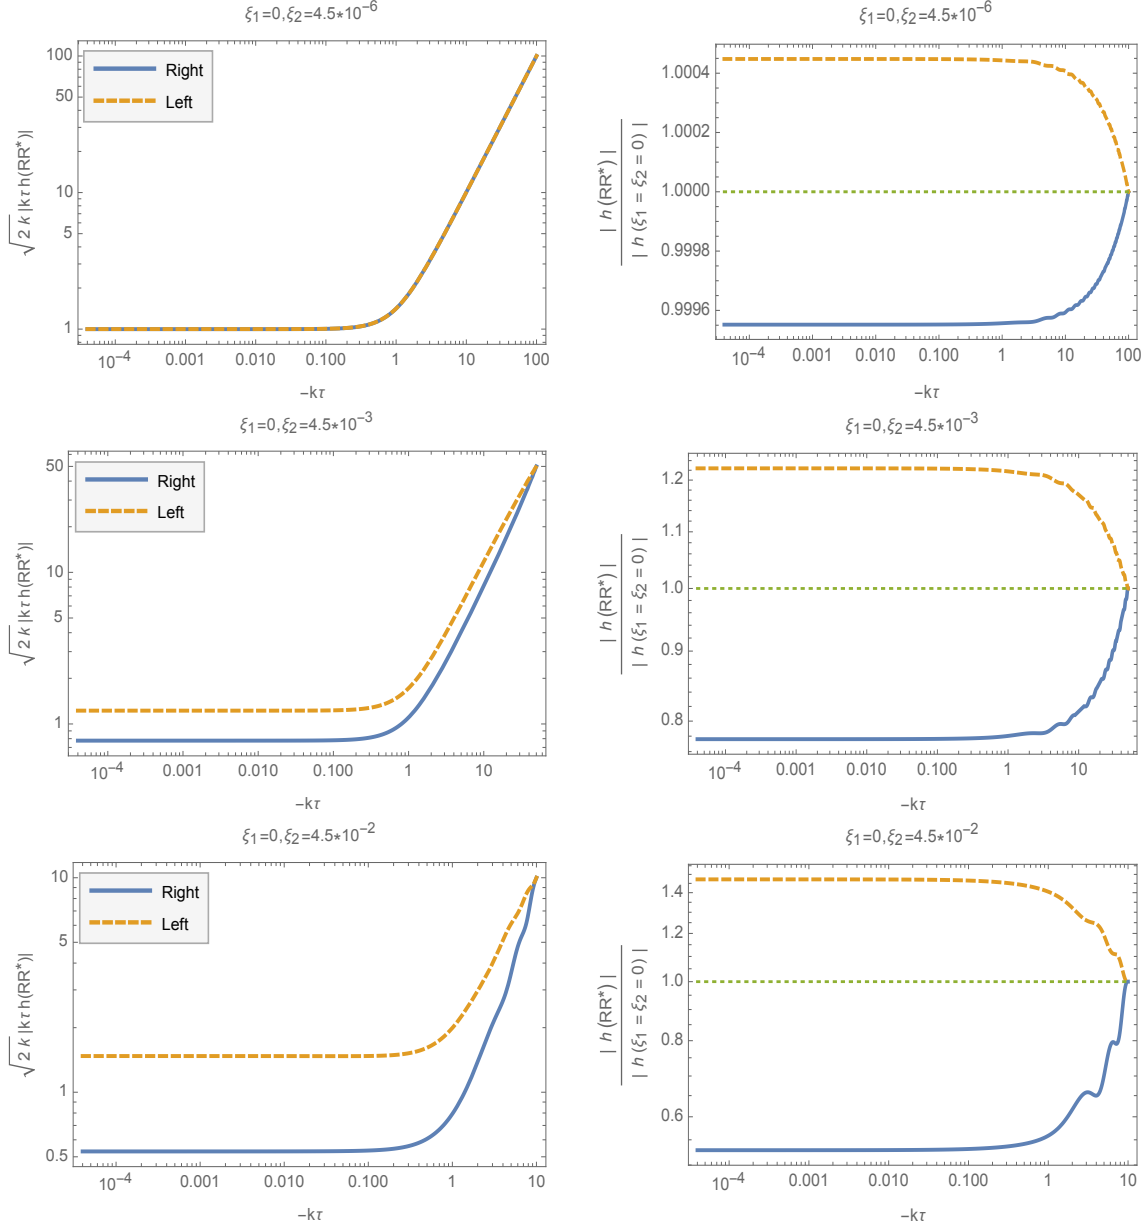 ξ1=0,ξ2=4.5*10^-6
√2 k |kτ h(RR*)|
100
50
10
5
1
Right
Left
10^-4
0.001
0.010
0.100
1
10
100
-kτ
ξ1=0,ξ2=4.5*10^-6
| h (RR*) |
| h (ξ1 = ξ2 = 0) |
1.0004
1.0002
1.0000
0.9998
0.9996
10^-4
0.001
0.010
0.100
1
10
100
-kτ
ξ1=0,ξ2=4.5*10^-3
√2 k |kτ h(RR*)|
50
10
5
1
Right
Left
10^-4
0.001
0.010
0.100
1
10
-kτ
ξ1=0,ξ2=4.5*10^-3
| h (RR*) |
| h (ξ1 = ξ2 = 0) |
1.2
1.1
1.0
0.9
0.8
10^-4
0.001
0.010
0.100
1
10
-kτ
ξ1=0,ξ2=4.5*10^-2
√2 k |kτ h(RR*)|
10
5
1
0.5
Right
Left
10^-4
0.001
0.010
0.100
1
10
-kτ
ξ1=0,ξ2=4.5*10^-2
| h (RR*) |
| h (ξ1 = ξ2 = 0) |
1.4
1.2
1.0
0.8
0.6
10^-4
0.001
0.010
0.100
1
10
-kτ